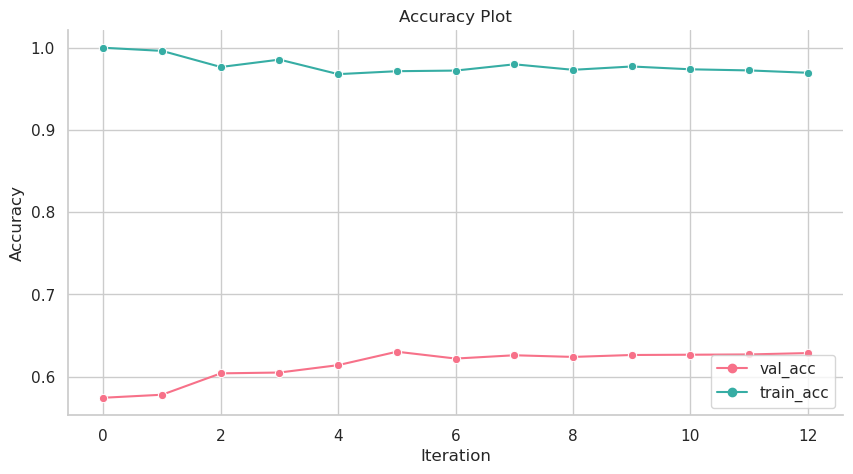 Accuracy Plot
1.0
0.9
0.8
0.7
0.6
Accuracy
0 2 4 6 8 10 12
Iteration
val_acc
train_acc